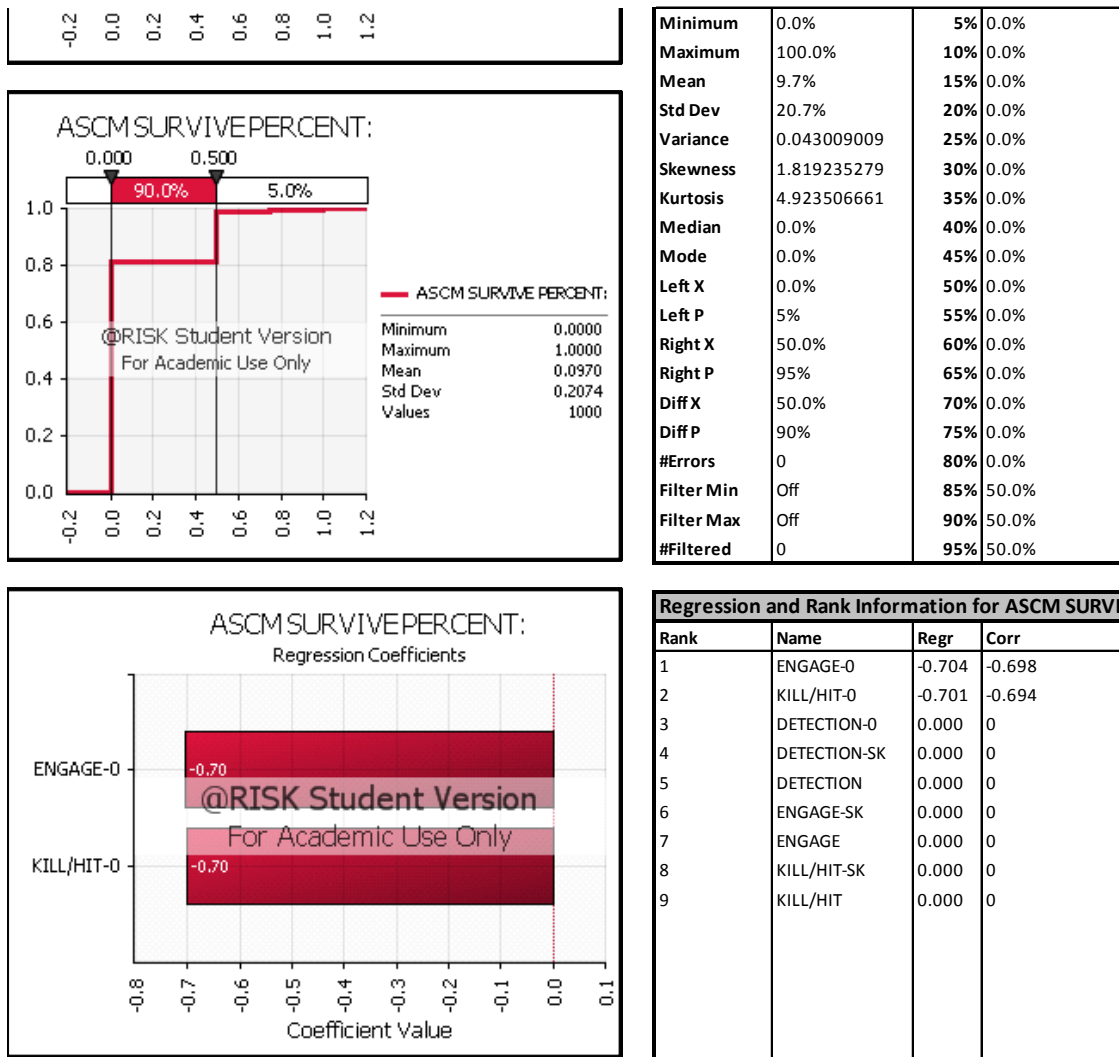 -0.2 0.0 0.2 0.4 0.6 0.8 1.0 1.2
Minimum 0.0% 5% 0.0%
Maximum 100.0% 10% 0.0%
Mean 9.7% 15% 0.0%
Std Dev 20.7% 20% 0.0%
Variance 0.043009009 25% 0.0%
Skewness 1.819235279 30% 0.0%
Kurtosis 4.923506661 35% 0.0%
Median 0.0% 40% 0.0%
Mode 0.0% 45% 0.0%
Left X 0.0% 50% 0.0%
Left P 5% 55% 0.0%
Right X 50.0% 60% 0.0%
Right P 95% 65% 0.0%
Diff X 50.0% 70% 0.0%
Diff P 90% 75% 0.0%
#Errors 0 80% 0.0%
Filter Min Off 85% 50.0%
Filter Max Off 90% 50.0%
#Filtered 0 95% 50.0%
ASCM SURVIVE PERCENT:
0.000 0.500
90.0% 5.0%
1.0
0.8
0.6
0.4
0.2
0.0
-0.2 0.0 0.2 0.4 0.6 0.8 1.0 1.2
@RISK Student Version
For Academic Use Only
ASCM SURVIVE PERCENT:
Minimum 0.0000
Maximum 1.0000
Mean 0.0970
Std Dev 0.2074
Values 1000
ASCM SURVIVE PERCENT:
Regression Coefficients
ENGAGE-0 -0.70
@RISK Student Version
For Academic Use Only
KILL/HIT-0 -0.70
-0.8 -0.7 -0.6 -0.5 -0.4 -0.3 -0.2 -0.1 0.0 0.1
Coefficient Value
Regression and Rank Information for ASCM SURVI
Rank Name Regr Corr
1 ENGAGE-0 -0.704 -0.698
2 KILL/HIT-0 -0.701 -0.694
3 DETECTION-0 0.000 0
4 DETECTION-SK 0.000 0
5 DETECTION 0.000 0
6 ENGAGE-SK 0.000 0
7 ENGAGE 0.000 0
8 KILL/HIT-SK 0.000 0
9 KILL/HIT 0.000 0